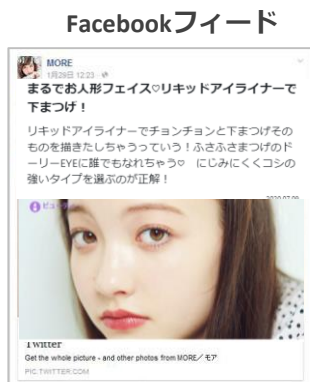 Facebookフィード
MORE
1月29日 12:23
まるでお人形フェイス♡リキッドアイライナーで
下まつげ！
リキッドアイライナーでチョンチョンと下まつげその
ものを描きたしちゃうっていう！ふさふさまつげのド
ーリーEYEに誰でもなれちゃう♡　にじみにくくコシの
強いタイプを選ぶのが正解！
Twitter
Get the whole picture - and other photos from MORE／モア
PIC.TWITTER.COM